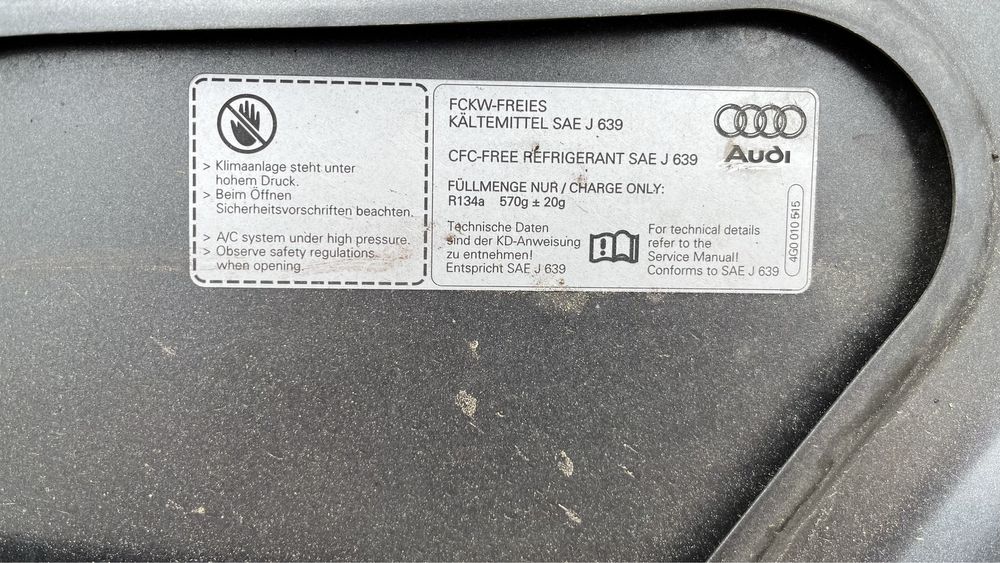 > Klimaanlage steht unter
hohem Druck.
> Beim Öffnen
Sicherheitsvorschriften beachten.
> A/C system under high pressure.
> Observe safety regulations
when opening.
FCKW-FREIES
KÄLTEMITTEL SAE J 639
CFC-FREE REFRIGERANT SAE J 639
FÜLLMENGE NUR / CHARGE ONLY:
R134a 570g ± 20g
Technische Daten
sind der KD-Anweisung
zu entnehmen!
Entspricht SAE J 639
For technical details
refer to the
Service Manual!
Conforms to SAE J 639
Audi
4G0 010 515